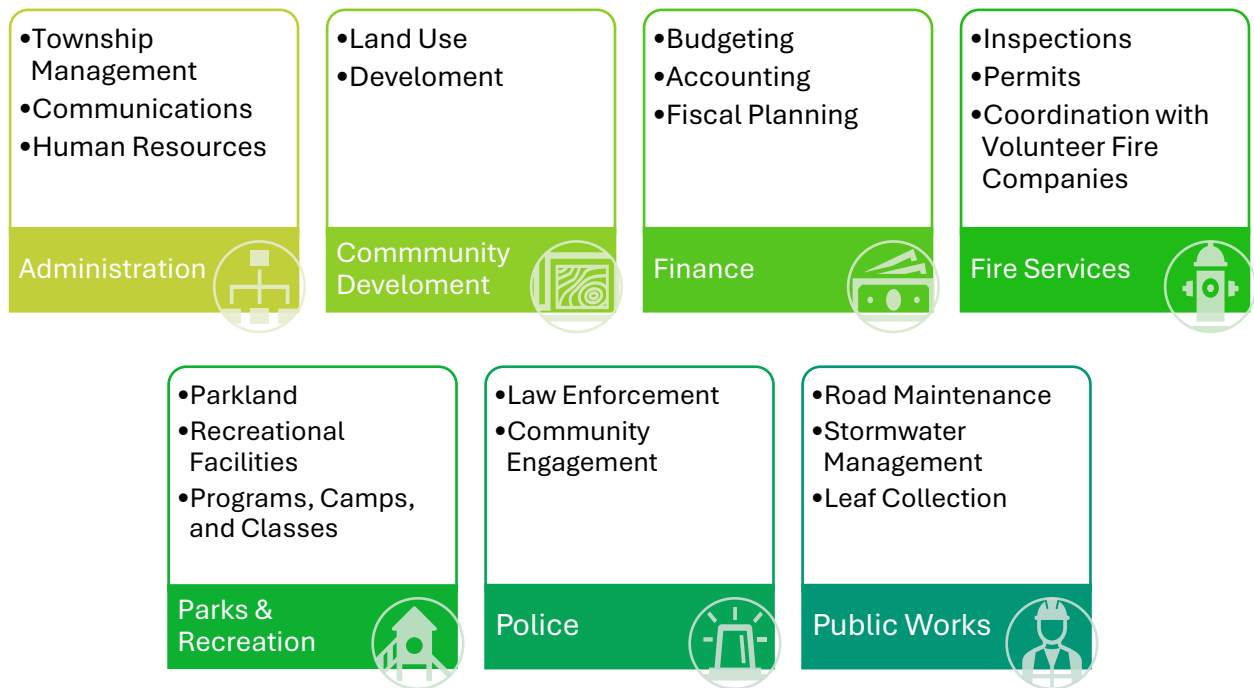 •Township
Management
•Communications
•Human Resources
Administration
•Land Use
•Develoment
Commmunity
Develoment
•Budgeting
•Accounting
•Fiscal Planning
Finance
•Inspections
•Permits
•Coordination with
Volunteer Fire
Companies
Fire Services
•Parkland
•Recreational
Facilities
•Programs, Camps,
and Classes
Parks &
Recreation
•Law Enforcement
•Community
Engagement
Police
•Road Maintenance
•Stormwater
Management
•Leaf Collection
Public Works